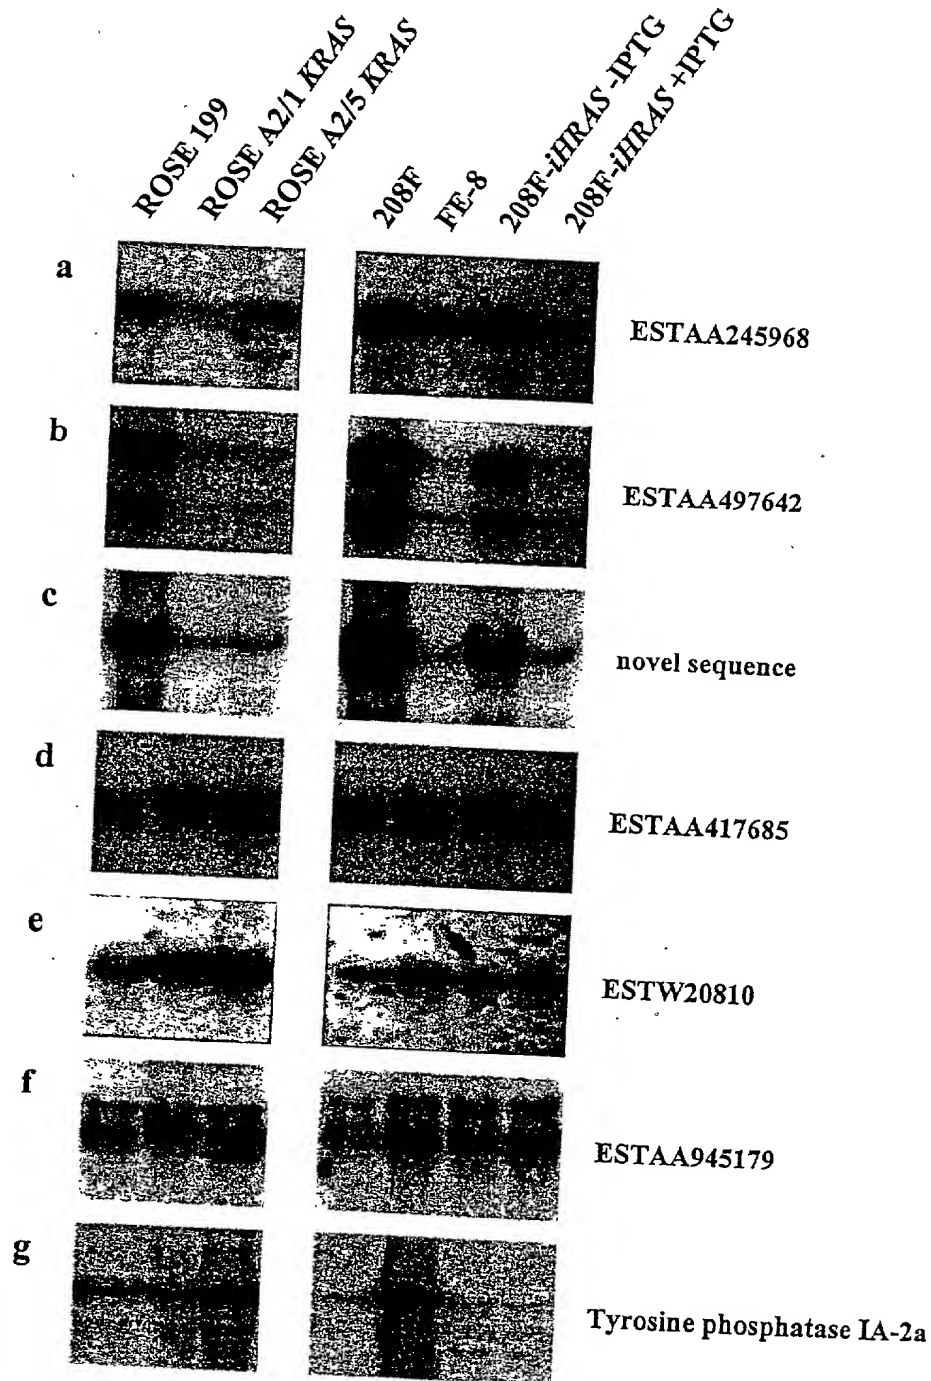 ROSE 199
ROSE A2/1 KRAS
ROSE A2/5 KRAS
208F
FE-8
208F-iHRAS -IPTG
208F-iHRAS +IPTG
a
ESTAA245968
b
ESTAA497642
c
novel sequence
d
ESTAA417685
e
ESTW20810
f
ESTAA945179
g
Tyrosine phosphatase IA-2a